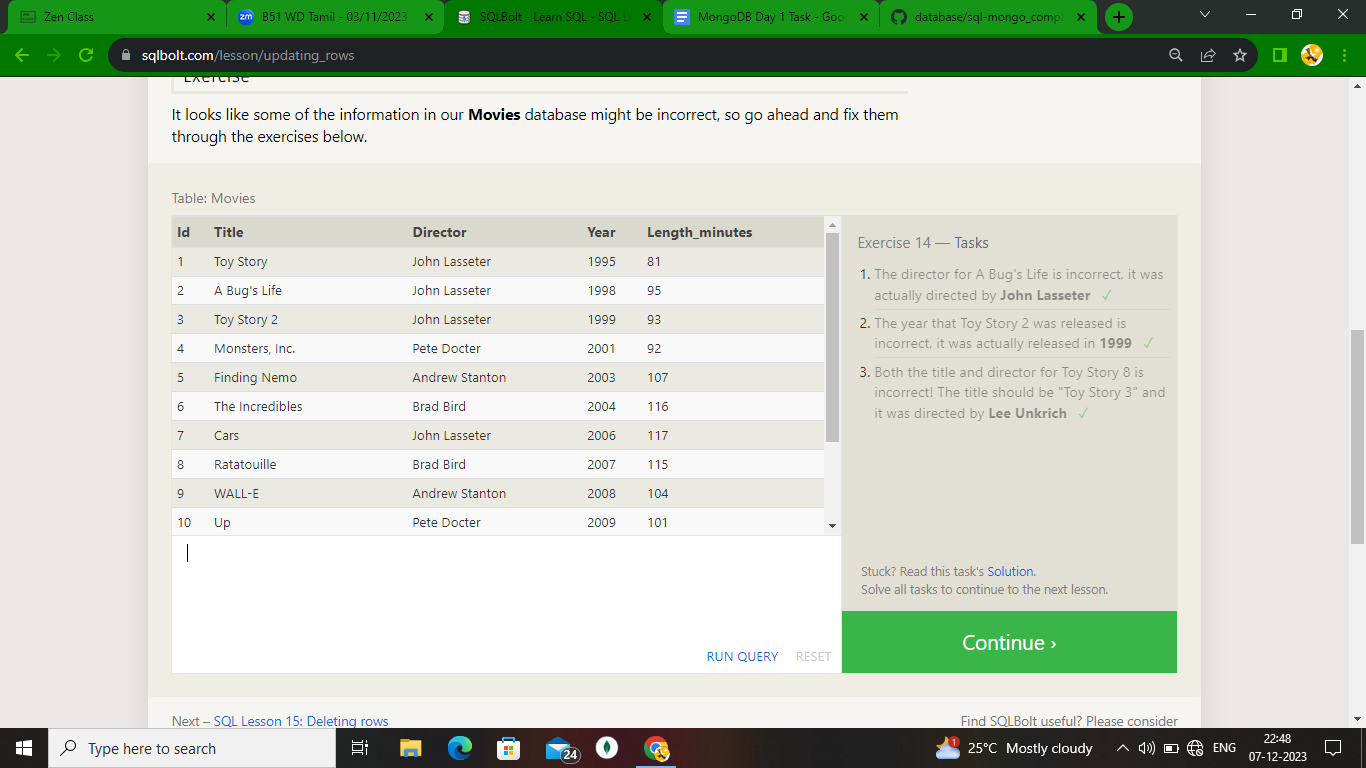 Zen Class
B51 WD Tamil - 03/11/2023
SQLBolt - Learn SQL - SQL L
MongoDB Day 1 Task - Goo
database/sql-mongo_comp
sqlbolt.com/lesson/updating_rows
Exercise
It looks like some of the information in our Movies database might be incorrect, so go ahead and fix them
through the exercises below.
Table: Movies
Id Title Director Year Length_minutes
1 Toy Story John Lasseter 1995 81
2 A Bug's Life John Lasseter 1998 95
3 Toy Story 2 John Lasseter 1999 93
4 Monsters, Inc. Pete Docter 2001 92
5 Finding Nemo Andrew Stanton 2003 107
6 The Incredibles Brad Bird 2004 116
7 Cars John Lasseter 2006 117
8 Ratatouille Brad Bird 2007 115
9 WALL-E Andrew Stanton 2008 104
10 Up Pete Docter 2009 101
RUN QUERY RESET
Exercise 14 — Tasks
1. The director for A Bug's Life is incorrect, it was
actually directed by John Lasseter ✓
2. The year that Toy Story 2 was released is
incorrect, it was actually released in 1999 ✓
3. Both the title and director for Toy Story 8 is
incorrect! The title should be "Toy Story 3" and
it was directed by Lee Unkrich ✓
Stuck? Read this task's Solution.
Solve all tasks to continue to the next lesson.
Continue ›
Next – SQL Lesson 15: Deleting rows
Find SQLBolt useful? Please consider
Type here to search
24
1
25°C Mostly cloudy
ENG
22:48
07-12-2023